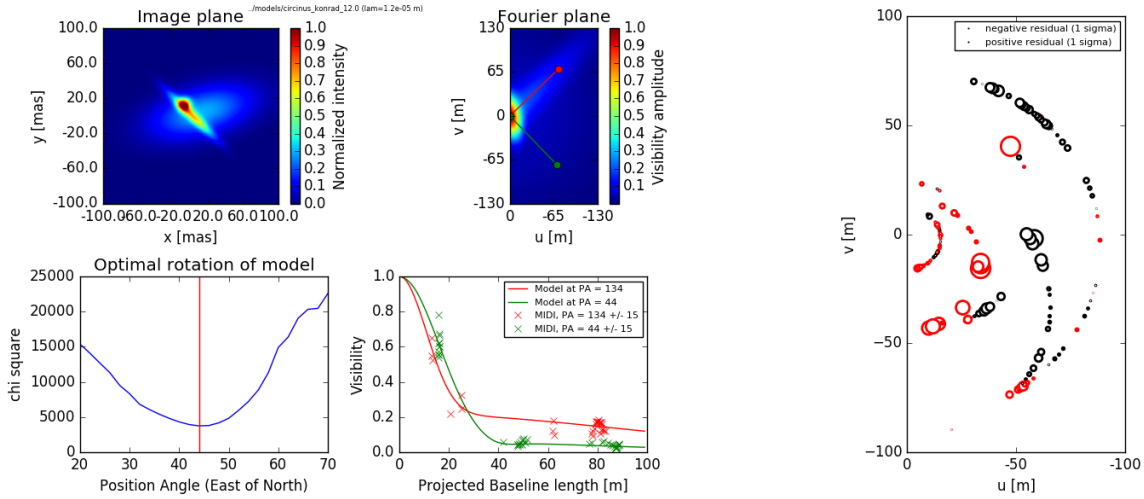 ../models/circinus_konrad_12.0 (lam=1.2e-05 m)
Image plane
y [mas]
100.0
60.0
20.0
-20.0
-60.0
-100.0
-100.0-60.0-20.020.0 60.0100.0
x [mas]
1.0
0.9
0.8
0.7
0.6
0.5
0.4
0.3
0.2
0.1
0.0
Normalized intensity
Fourier plane
v [m]
130
65
0
-65
-130
0 -65 -130
u [m]
1.0
0.9
0.8
0.7
0.6
0.5
0.4
0.3
0.2
0.1
Visibility amplitude
Optimal rotation of model
chi square
25000
20000
15000
10000
5000
0
20 30 40 50 60 70
Position Angle (East of North)
Visibility
1.0
0.8
0.6
0.4
0.2
0.0
0 20 40 60 80 100
Projected Baseline length [m]
Model at PA = 134
Model at PA = 44
MIDI, PA = 134 +/- 15
MIDI, PA = 44 +/- 15
v [m]
100
50
0
−50
−100
0 -50 -100
u [m]
negative residual (1 sigma)
positive residual (1 sigma)